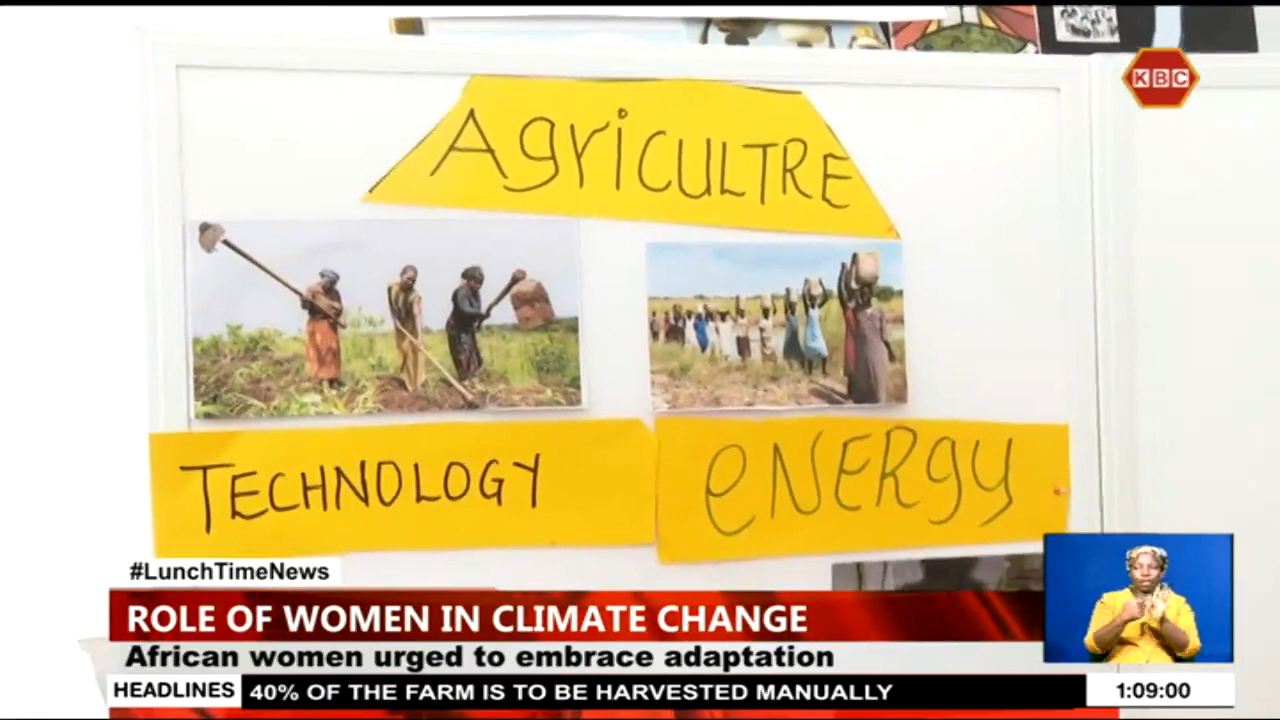 KBC
AgriCULTRE
TECHNOLOGY
eNERgy
#LunchTimeNews
ROLE OF WOMEN IN CLIMATE CHANGE
African women urged to embrace adaptation
HEADLINES 40% OF THE FARM IS TO BE HARVESTED MANUALLY 1:09:00